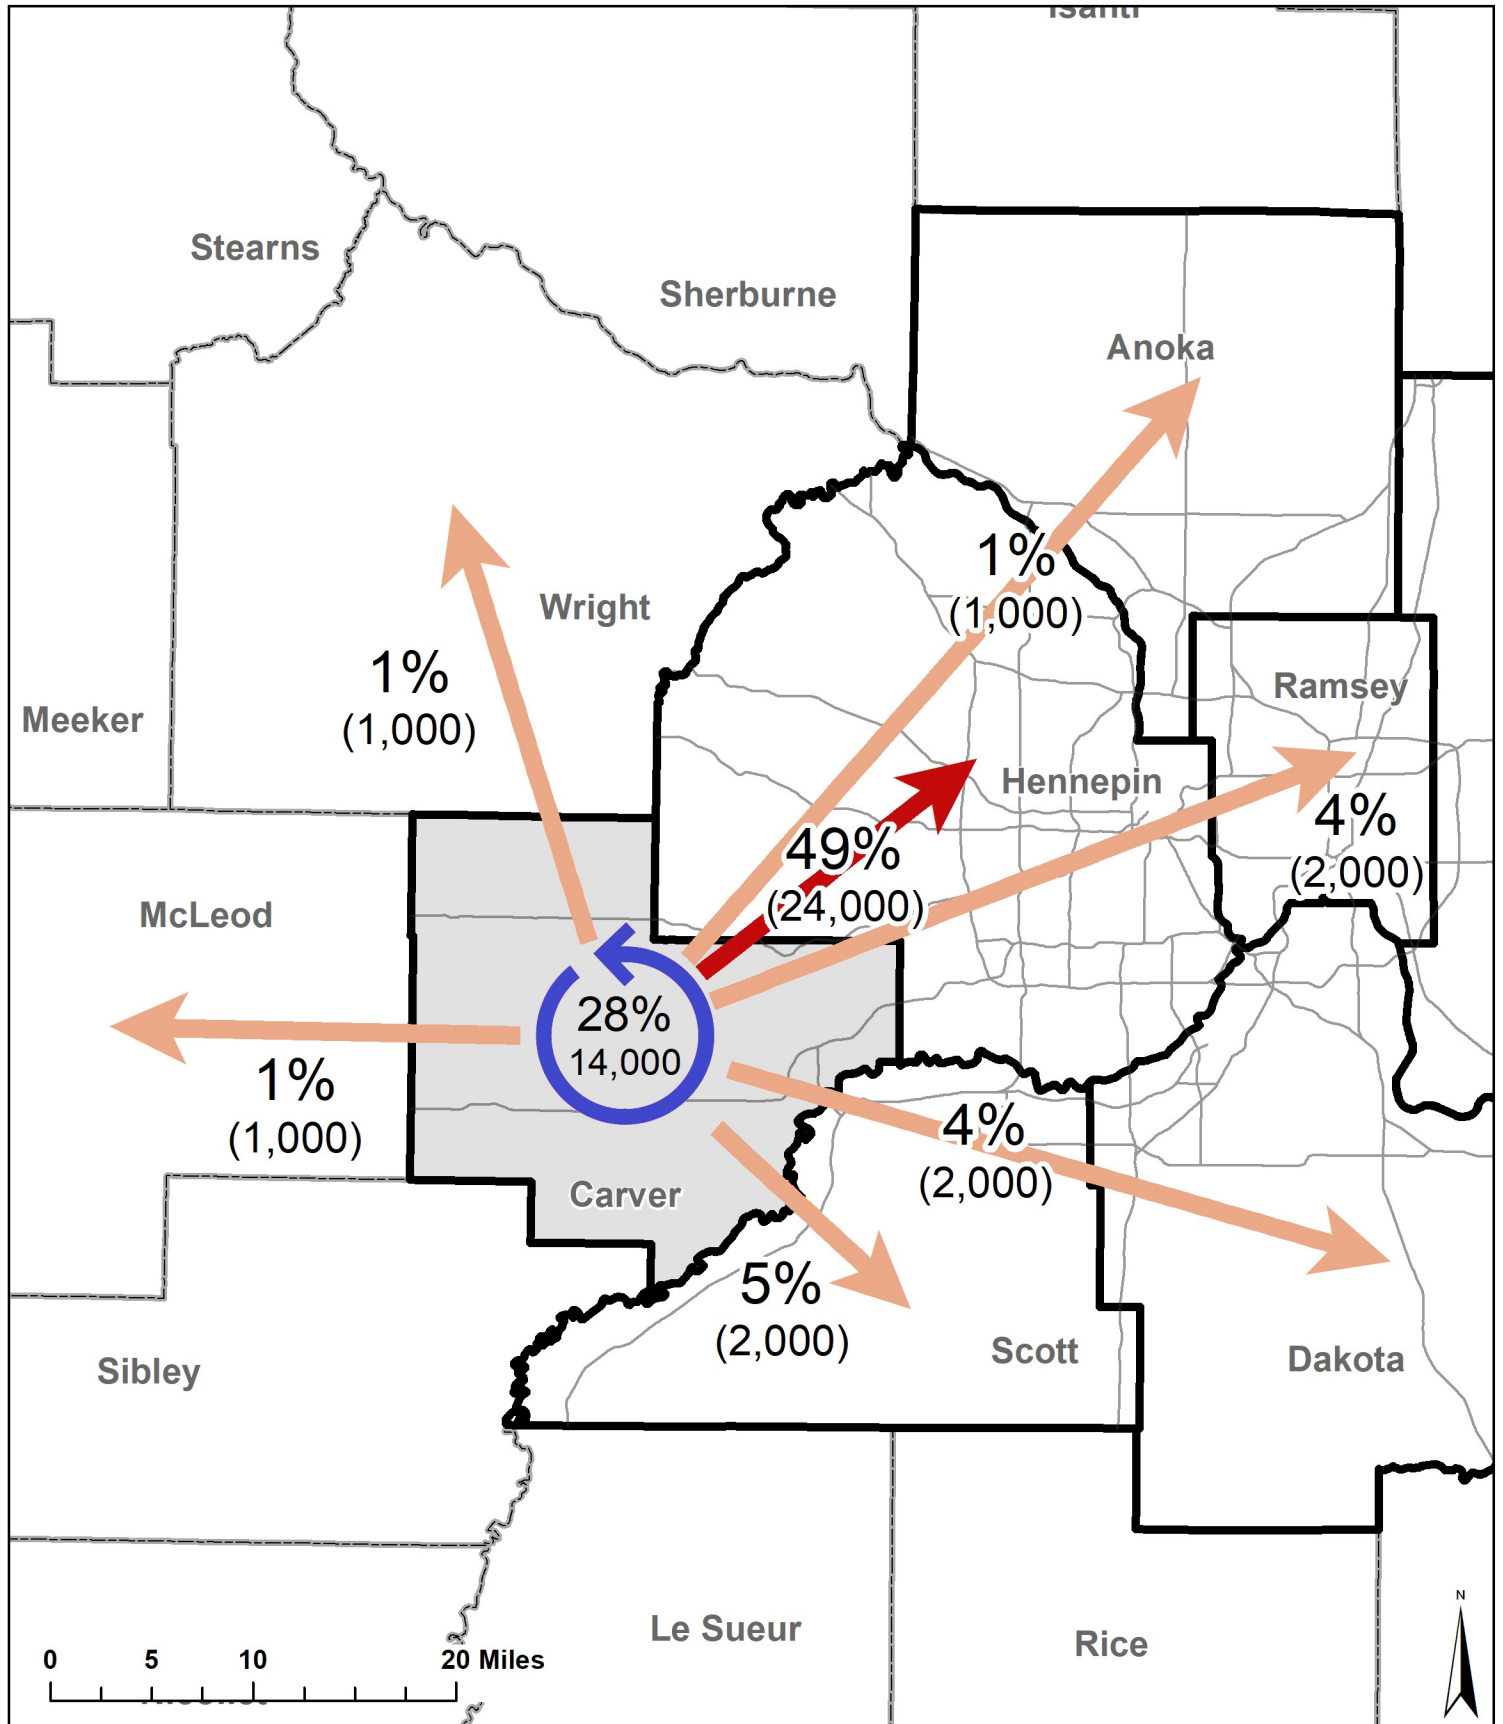 Isanti
Stearns
Sherburne
Anoka
1%
(1,000)
Wright
1%
(1,000)
Ramsey
Meeker
Hennepin
49%
(24,000)
4%
(2,000)
McLeod
28%
14,000
1%
(1,000)
4%
(2,000)
Carver
5%
(2,000)
Scott
Dakota
Sibley
Le Sueur
Rice
N
0 5 10 20 Miles